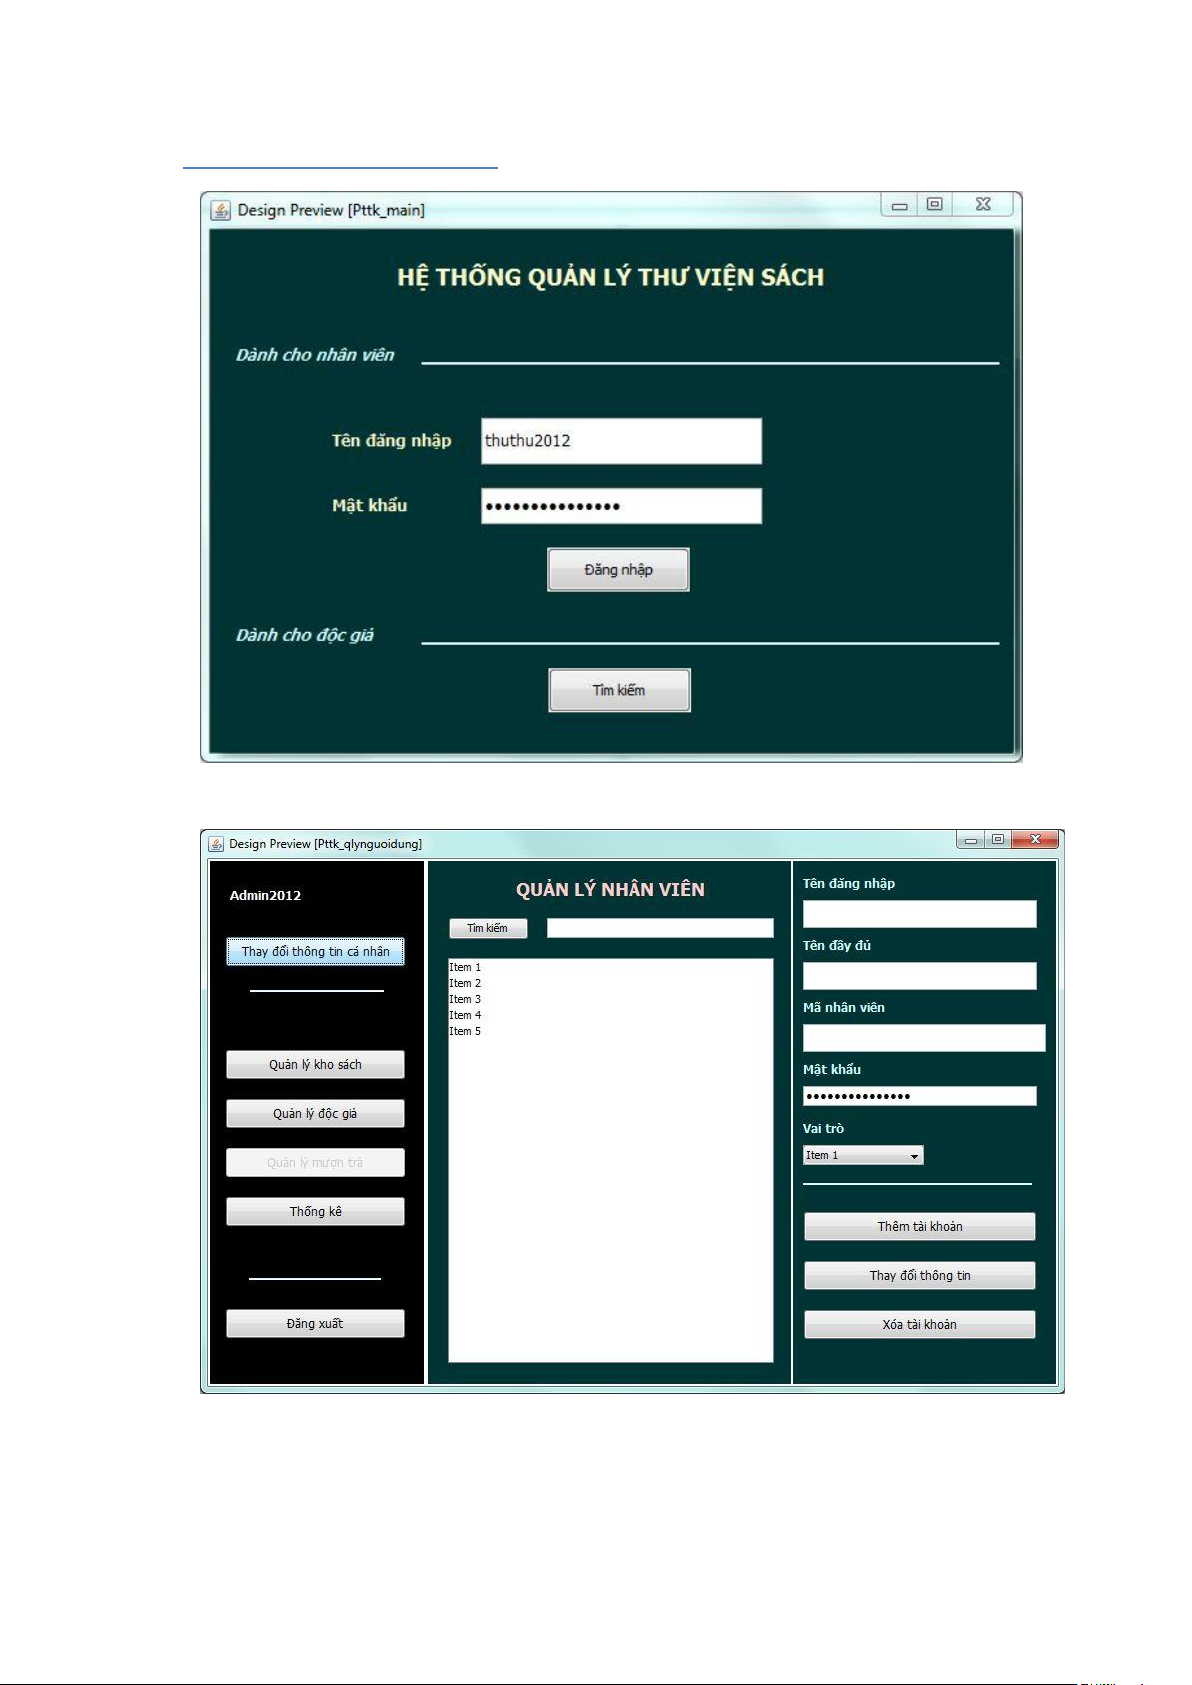 Design Preview [Pttk_main]
HỆ THỐNG QUẢN LÝ THƯ VIỆN SÁCH
Dành cho nhân viên
Tên đăng nhập
thuthu2012
Mật khẩu
•••••••••••••••
Đăng nhập
Dành cho độc giả
Tìm kiếm
Design Preview [Pttk_qlynguoidung]
Admin2012
Thay đổi thông tin cá nhân
Quản lý kho sách
Quản lý độc giả
Quản lý mượn trả
Thống kê
Đăng xuất
QUẢN LÝ NHÂN VIÊN
Tìm kiếm
Item 1
Item 2
Item 3
Item 4
Item 5
Tên đăng nhập
Tên đầy đủ
Mã nhân viên
Mật khẩu
•••••••••••••••
Vai trò
Item 1
Thêm tài khoản
Thay đổi thông tin
Xóa tài khoản